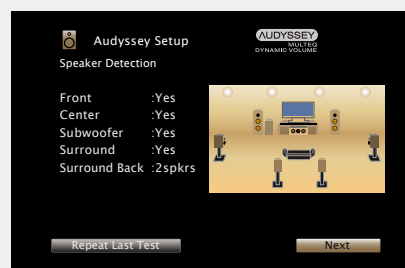 Audyssey Setup
AUDYSSEY
MULTEQ
DYNAMIC VOLUME
Speaker Detection
Front :Yes
Center :Yes
Subwoofer :Yes
Surround :Yes
Surround Back :2spkrs
Repeat Last Test
Next